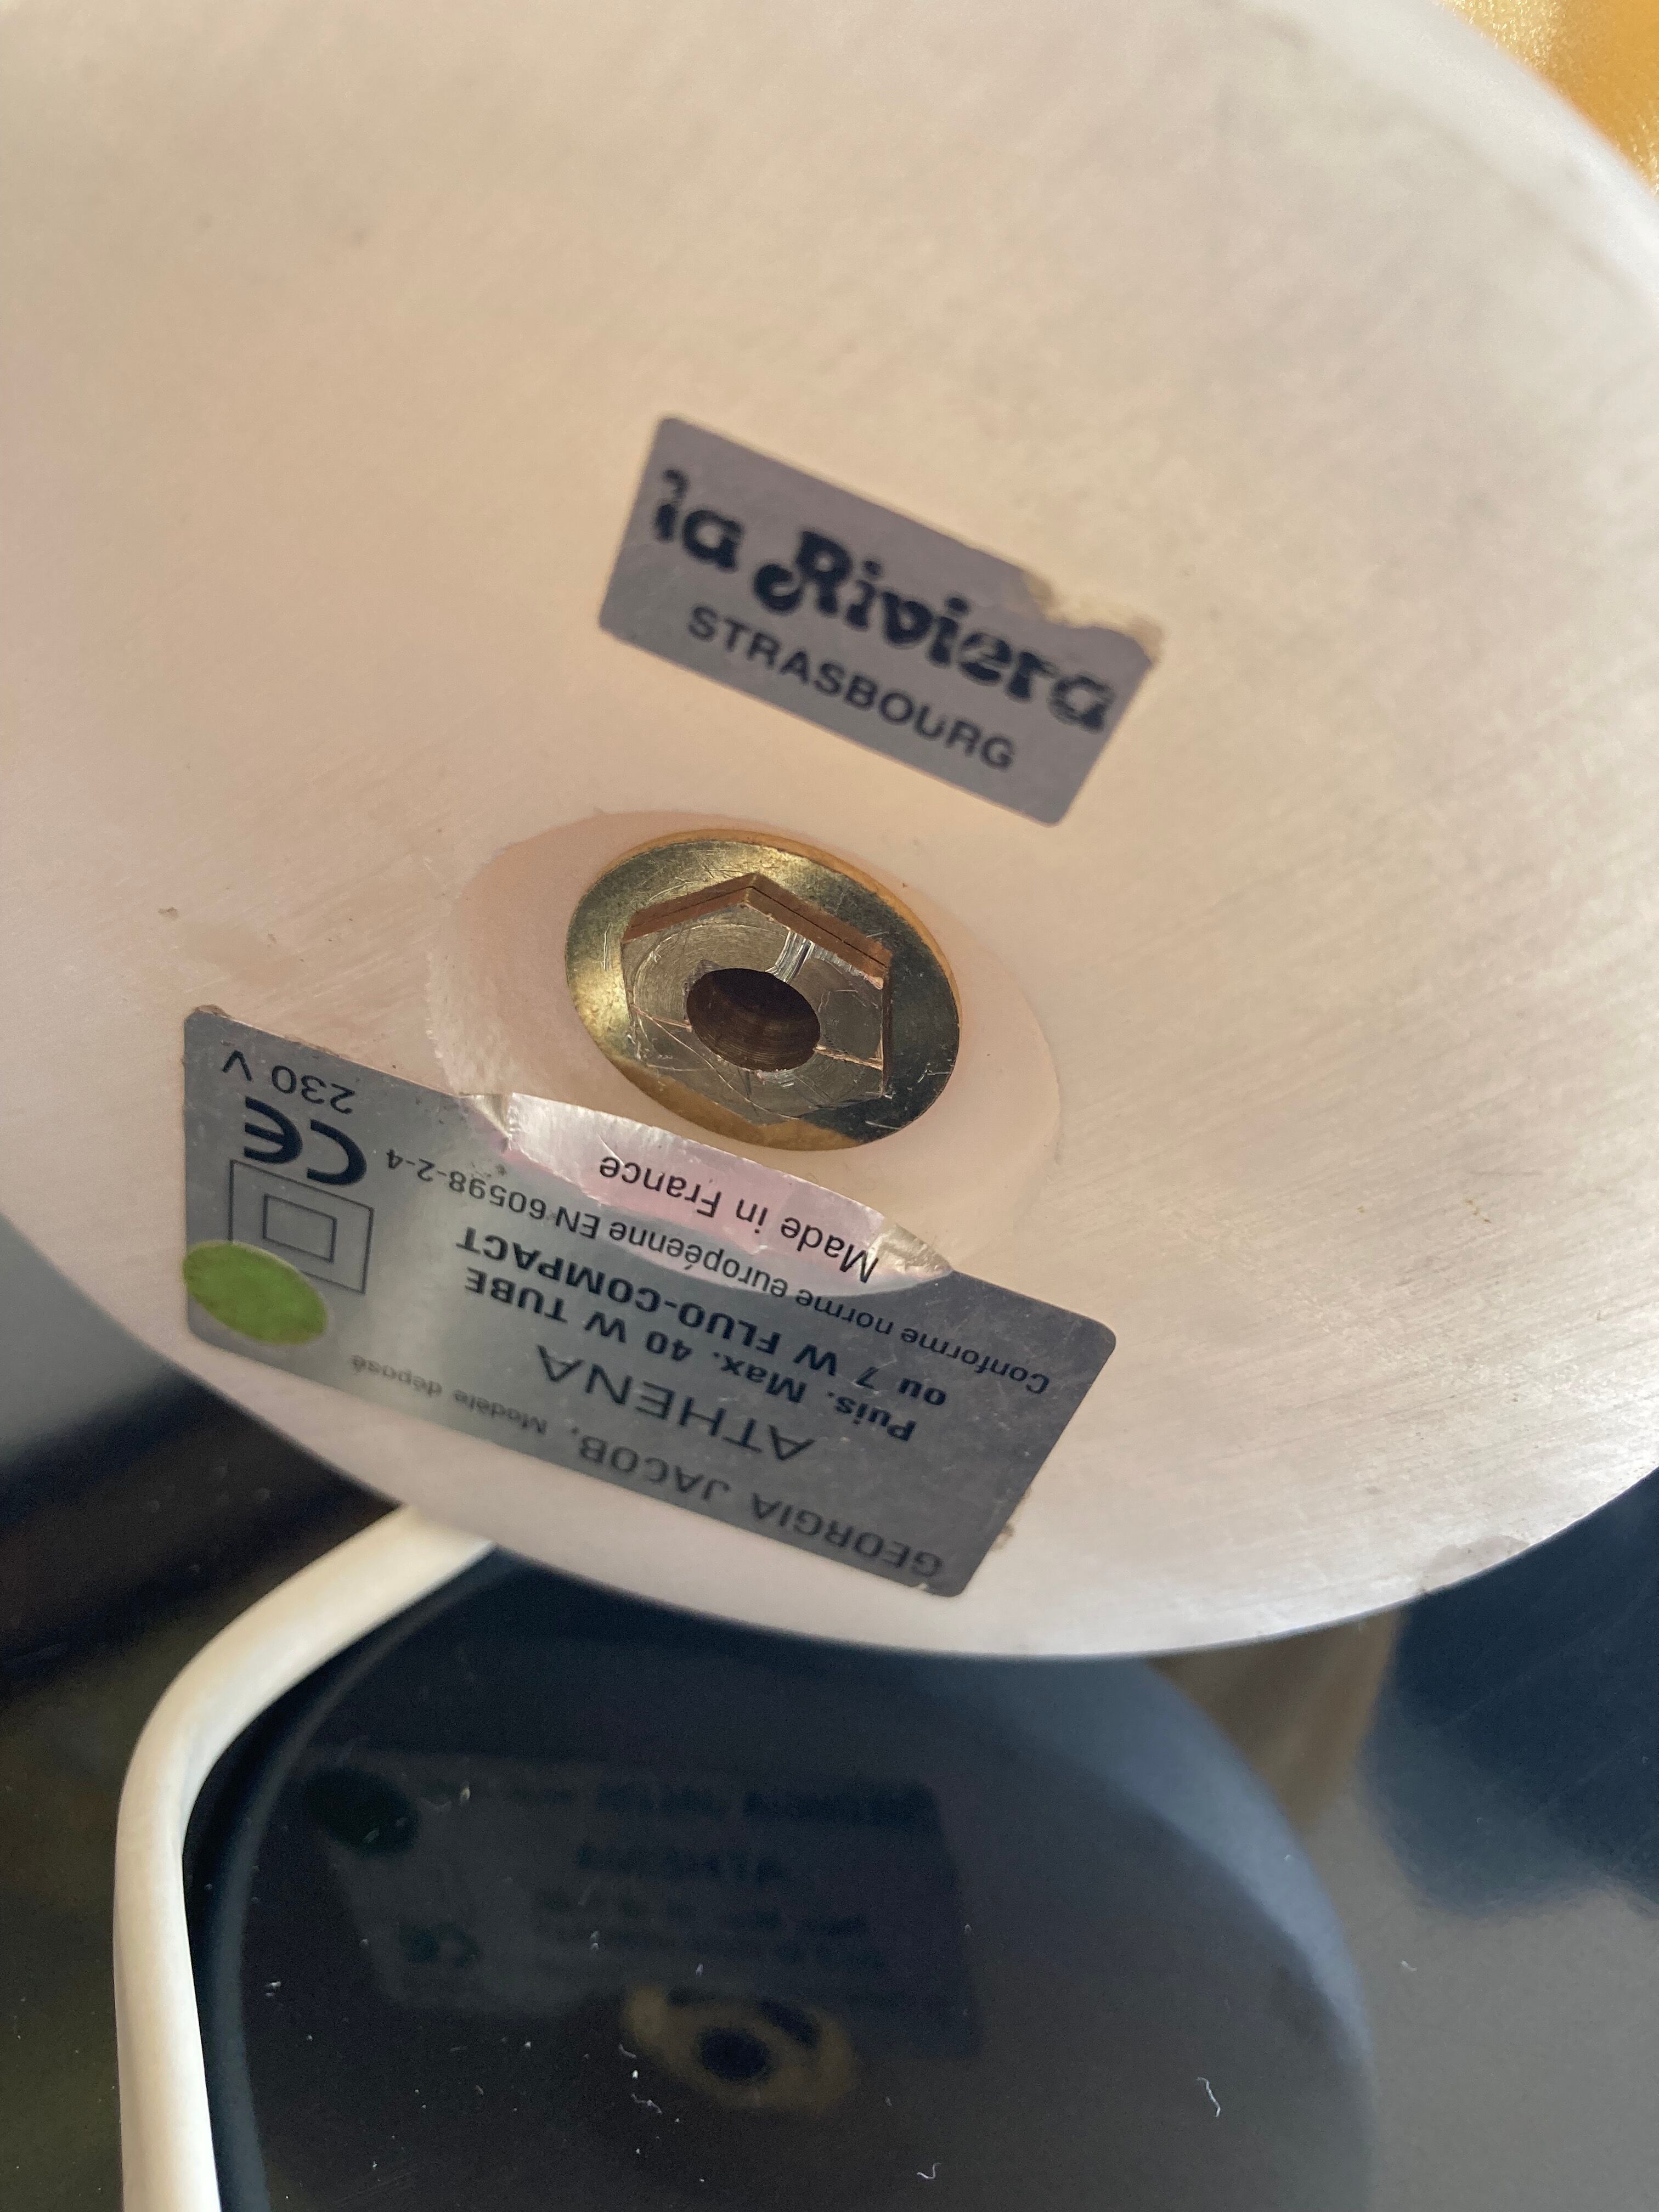 la Riviera
STRASBOURG
GEORGIA JACOB, Modèle déposé
ATHENA
Puis. Max. 40 W TUBE
ou 7 W FLUO-COMPACT
Conforme norme européenne EN 60598-2-4
Made in France
CE
230 V